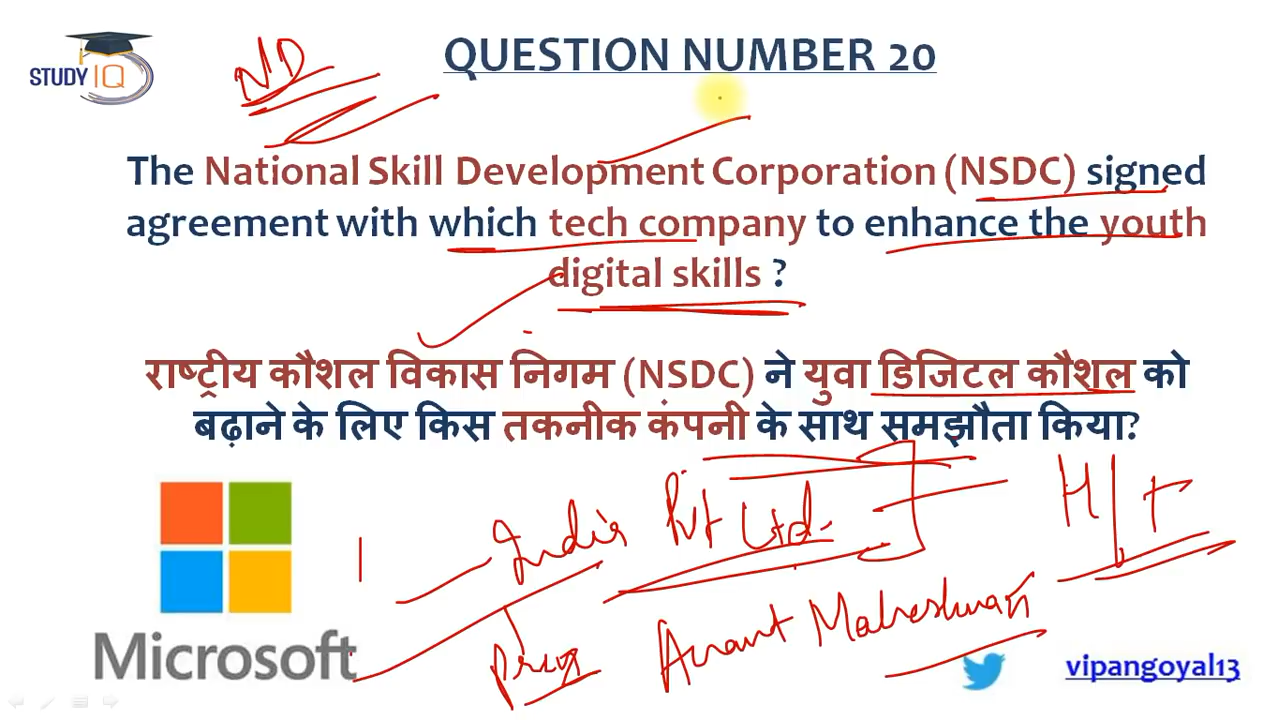 STUDY IQ
ND
QUESTION NUMBER 20
The National Skill Development Corporation (NSDC) signed
agreement with which tech company to enhance the youth
digital skills ?
राष्ट्रीय कौशल विकास निगम (NSDC) ने युवा डिजिटल कौशल को
बढ़ाने के लिए किस तकनीक कंपनी के साथ समझौता किया?
India Pvt Ltd.
Anant Maheshwari
Microsoft
vipangoyal13